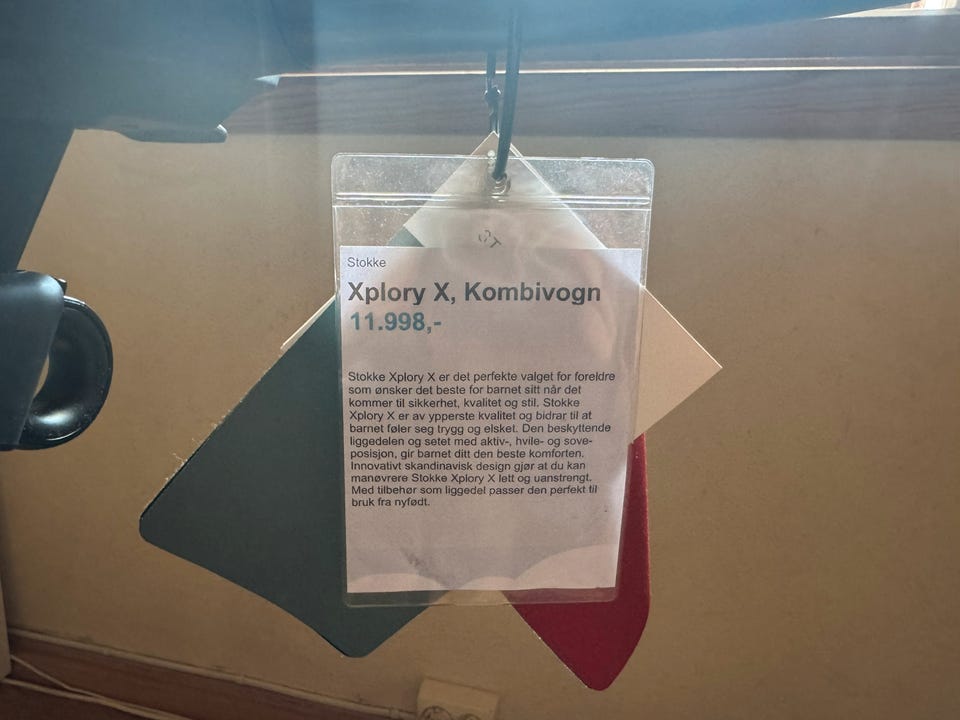 ST
Stokke
Xplory X, Kombivogn
11.998,-
Stokke Xplory X er det perfekte valget for foreldre
som ønsker det beste for barnet sitt når det
kommer til sikkerhet, kvalitet og stil. Stokke
Xplory X er av ypperste kvalitet og bidrar til at
barnet føler seg trygg og elsket. Den beskyttende
liggedelen og setet med aktiv-, hvile- og sove-
posisjon, gir barnet ditt den beste komforten.
Innovativt skandinavisk design gjør at du kan
manøvrere Stokke Xplory X lett og uanstrengt.
Med tilbehør som liggedel passer den perfekt til
bruk fra nyfødt.